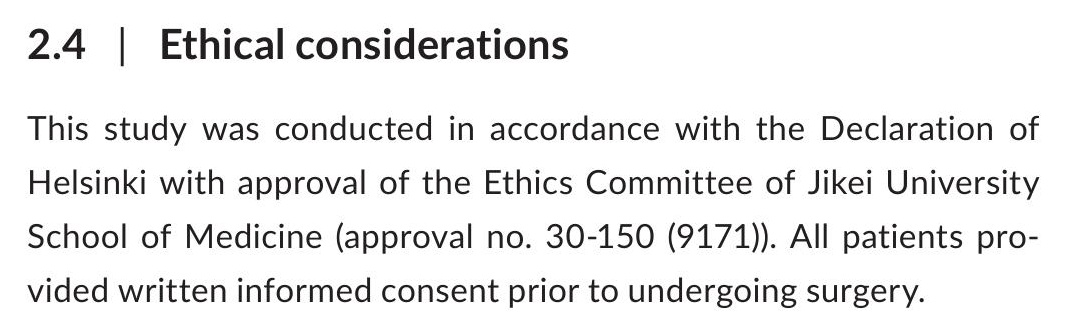 2.4 | Ethical considerations
This study was conducted in accordance with the Declaration of
Helsinki with approval of the Ethics Committee of Jikei University
School of Medicine (approval no. 30-150 (9171)). All patients pro-
vided written informed consent prior to undergoing surgery.